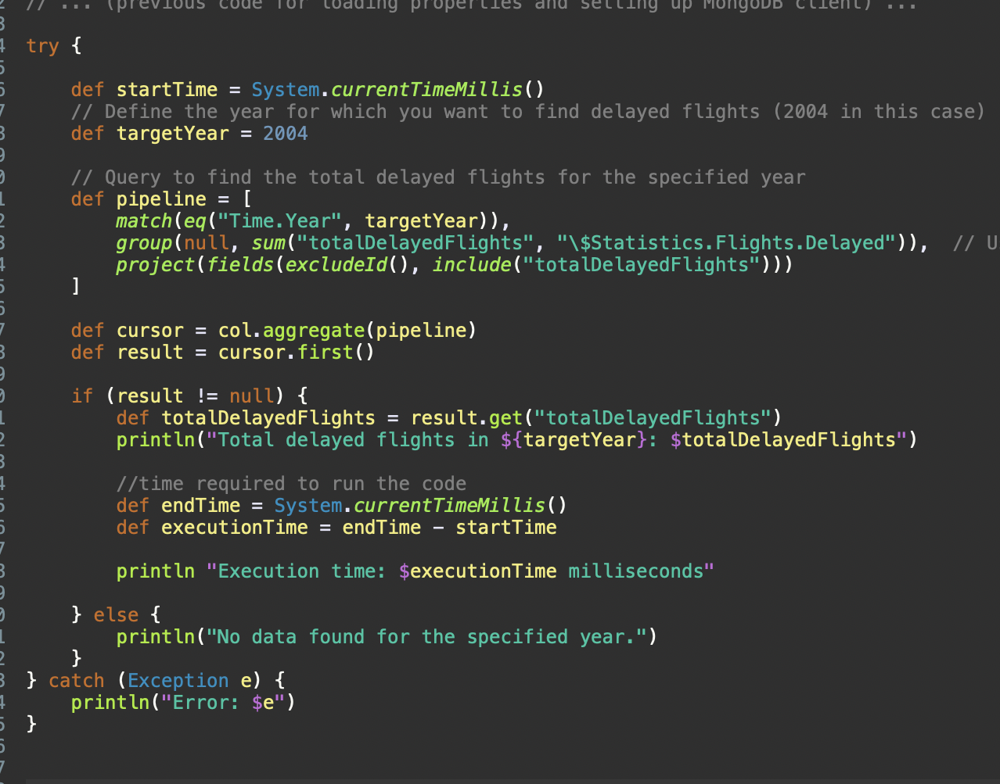 // ... (previous code for loading properties and setting up MongoDB client) ...
try {
def startTime = System.currentTimeMillis()
// Define the year for which you want to find delayed flights (2004 in this case)
def targetYear = 2004
// Query to find the total delayed flights for the specified year
def pipeline = [
match(eq("Time.Year", targetYear)),
group(null, sum("totalDelayedFlights", "\$Statistics.Flights.Delayed")),  // U
project(fields(excludeId(), include("totalDelayedFlights")))
]
def cursor = col.aggregate(pipeline)
def result = cursor.first()
if (result != null) {
def totalDelayedFlights = result.get("totalDelayedFlights")
println("Total delayed flights in ${targetYear}: $totalDelayedFlights")
//time required to run the code
def endTime = System.currentTimeMillis()
def executionTime = endTime - startTime
println "Execution time: $executionTime milliseconds"
} else {
println("No data found for the specified year.")
}
} catch (Exception e) {
println("Error: $e")
}